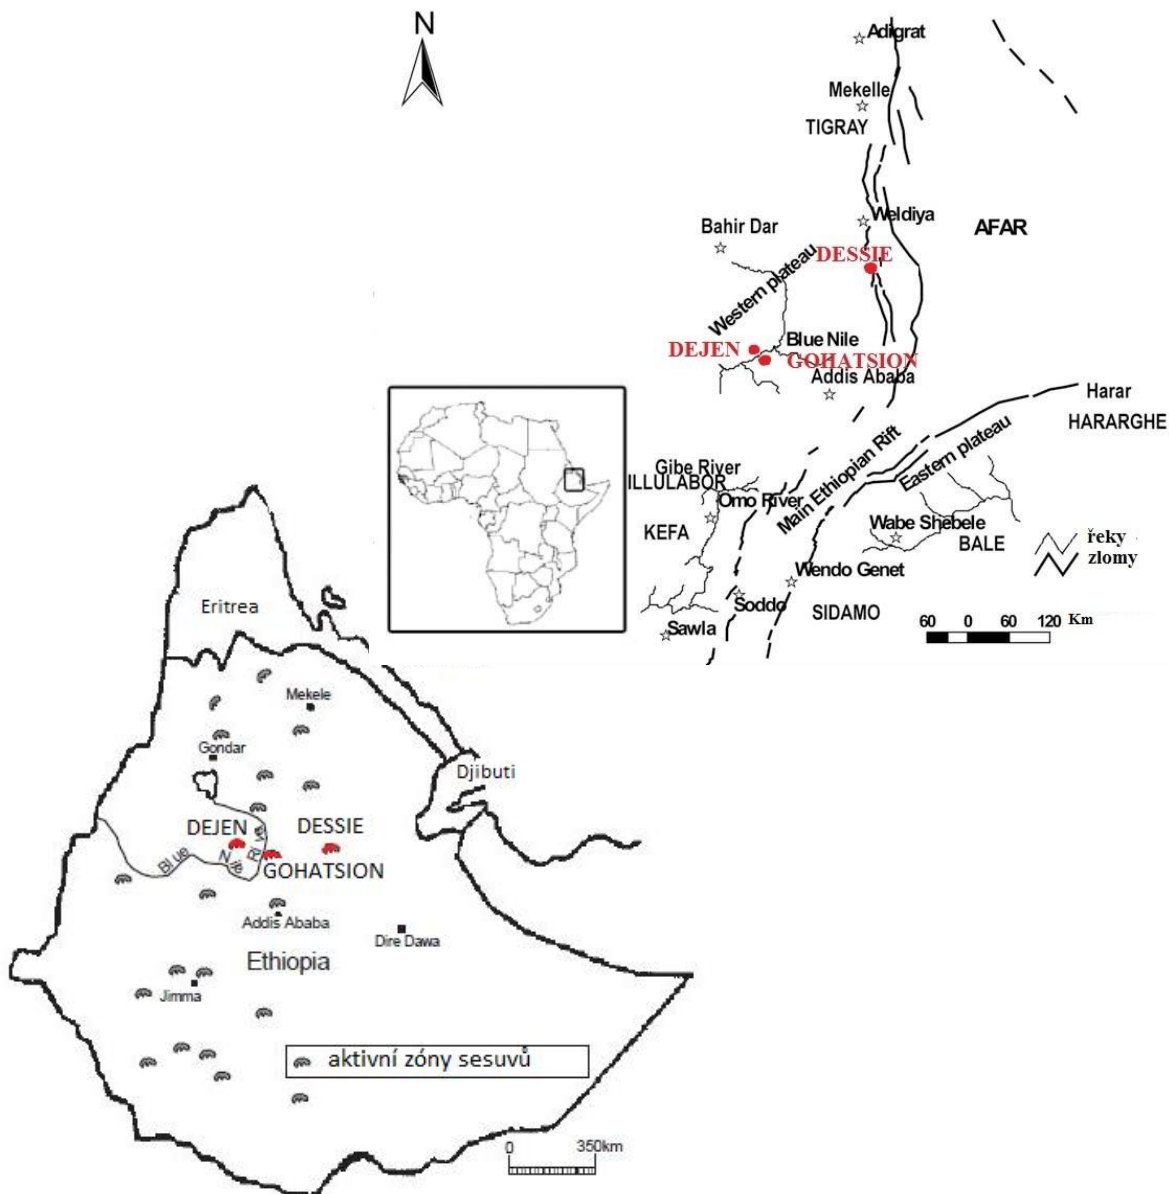 N
Adigrat
Mekelle
TIGRAY
Weldiya
Bahir Dar
AFAR
DESSIE
Western plateau
Blue Nile
DEJEN
GOHATSION
Addis Ababa
Harar
HARARGHE
Main Ethiopian Rift
Eastern plateau
Gibe River
ILLULABOR
Omo River
Wabe Shebele
KEFA
BALE
řeky
zlomy
Wendo Genet
Soddo
SIDAMO
Sawla
60 0 60 120 Km
Eritrea
Mekele
Gondar
Djibuti
DEJEN
DESSIE
Blue Nile River
GOHATSION
Addis Ababa
Dire Dawa
Ethiopia
Jimma
aktivní zóny sesuvů
0 350km